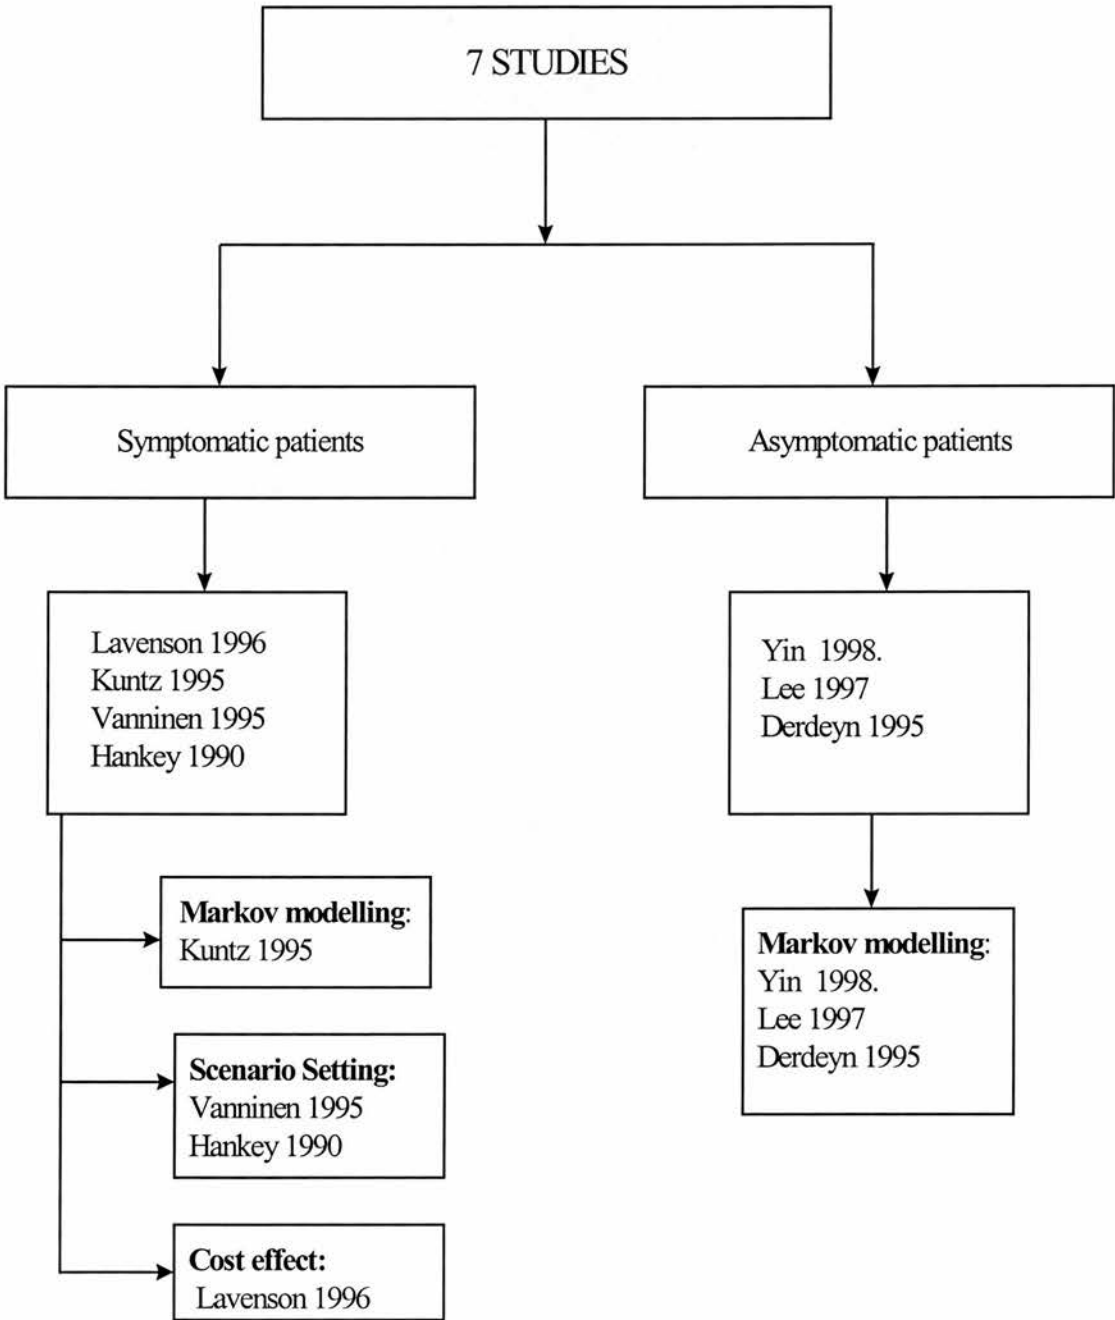 7 STUDIES
Symptomatic patients
Asymptomatic patients
Lavenson 1996
Kuntz 1995
Vanninen 1995
Hankey 1990
Yin 1998.
Lee 1997
Derdeyn 1995
Markov modelling:
Kuntz 1995
Scenario Setting:
Vanninen 1995
Hankey 1990
Cost effect:
Lavenson 1996
Markov modelling:
Yin 1998.
Lee 1997
Derdeyn 1995